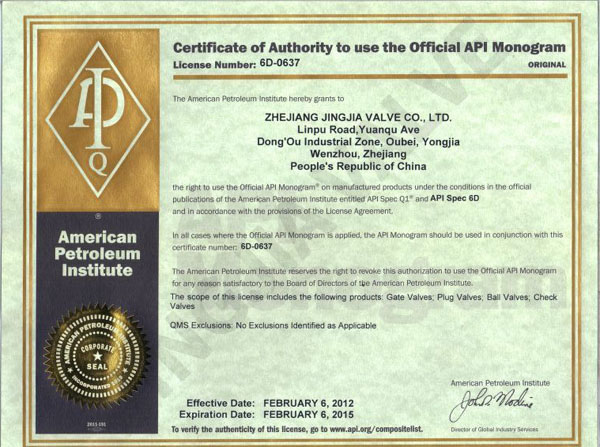 Certificate of Authority to use the Official API Monogram
License Number: 6D-0637
ORIGINAL
The American Petroleum Institute hereby grants to
ZHEJIANG JINGJIA VALVE CO., LTD.
Linpu Road,Yuanqu Ave
Dong'Ou Industrial Zone, Oubei, Yongjia
Wenzhou, Zhejiang
People's Republic of China
the right to use the Official API Monogram® on manufactured products under the conditions in the official
publications of the American Petroleum Institute entitled API Spec Q1® and API Spec 6D
and in accordance with the provisions of the License Agreement.
In all cases where the Official API Monogram is applied, the API Monogram should be used in conjunction with this
certificate number: 6D-0637
The American Petroleum Institute reserves the right to revoke this authorization to use the Official API Monogram
for any reason satisfactory to the Board of Directors of the American Petroleum Institute.
The scope of this license includes the following products: Gate Valves; Plug Valves; Ball Valves; Check
Valves
QMS Exclusions: No Exclusions Identified as Applicable
Effective Date: FEBRUARY 6, 2012
Expiration Date: FEBRUARY 6, 2015
To verify the authenticity of this license, go to www.api.org/compositelist.
American Petroleum Institute
Director of Global Industry Services
API
Q
®
American
Petroleum
Institute
AMERICAN PETROLEUM INSTITUTE
CORPORATE
SEAL